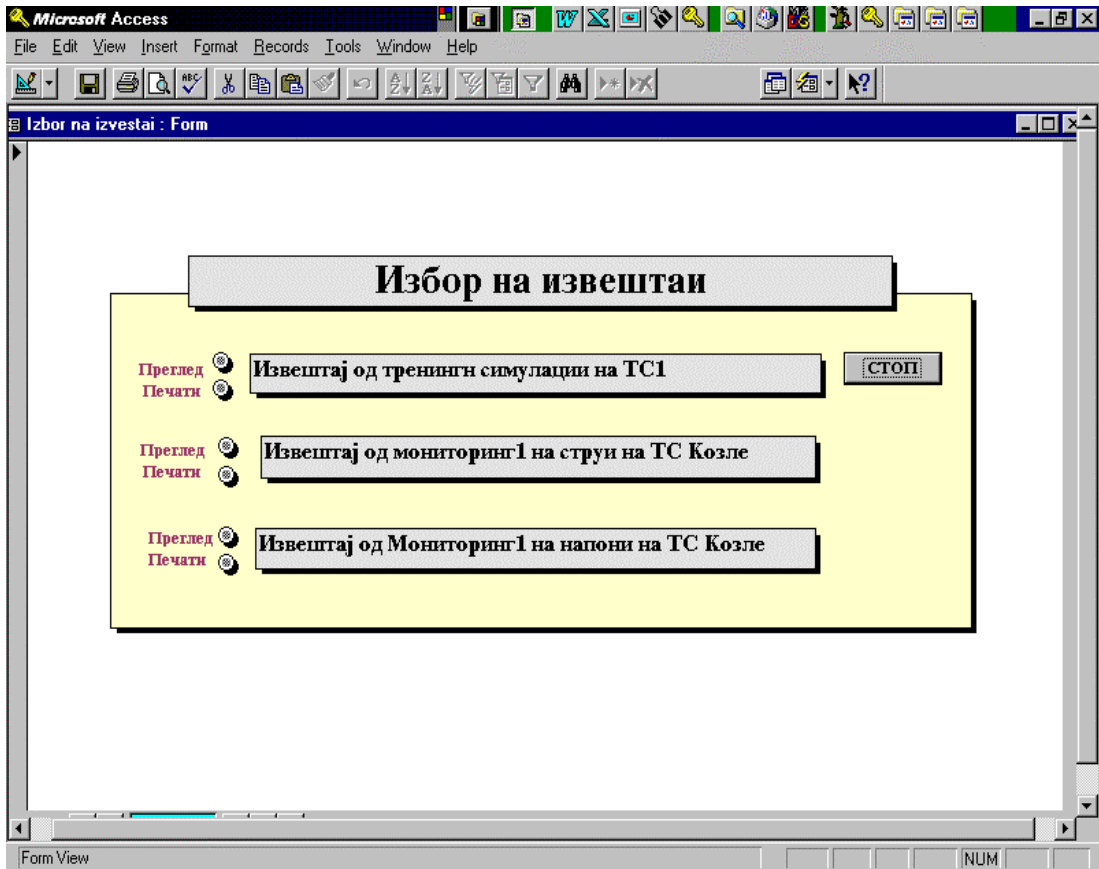 Microsoft Access
File Edit View Insert Format Records Tools Window Help
Izbor na izvestai : Form
Избор на извештаи
Преглед
Печати
Извештај од тренингн симулации на ТС1
СТОП
Преглед
Печати
Извештај од мониторинг1 на струи на ТС Козле
Преглед
Печати
Извештај од Мониторинг1 на напони на ТС Козле
Form View
NUM